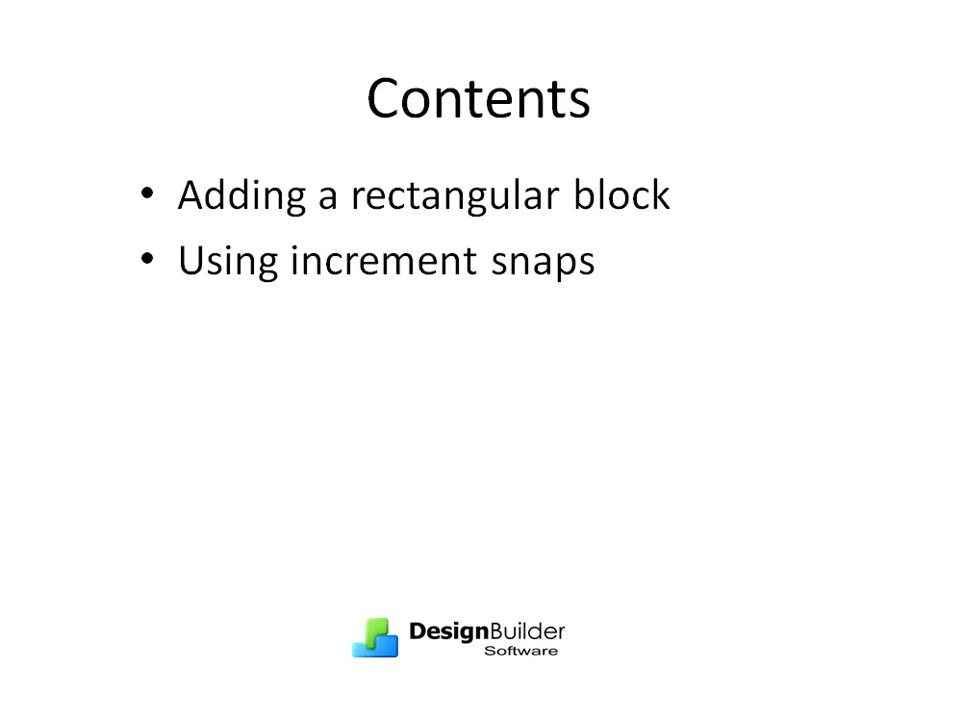 Contents
• Adding a rectangular block
• Using increment snaps
DesignBuilder
Software